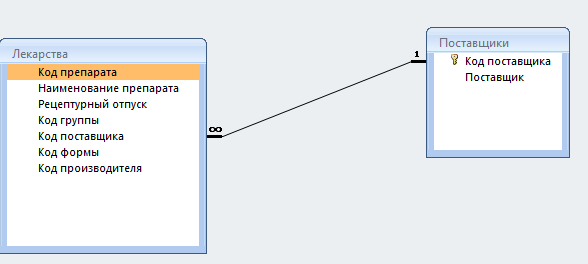 Лекарства
Код препарата
Наименование препарата
Рецептурный отпуск
Код группы
Код поставщика
Код формы
Код производителя
∞
1
Поставщики
Код поставщика
Поставщик